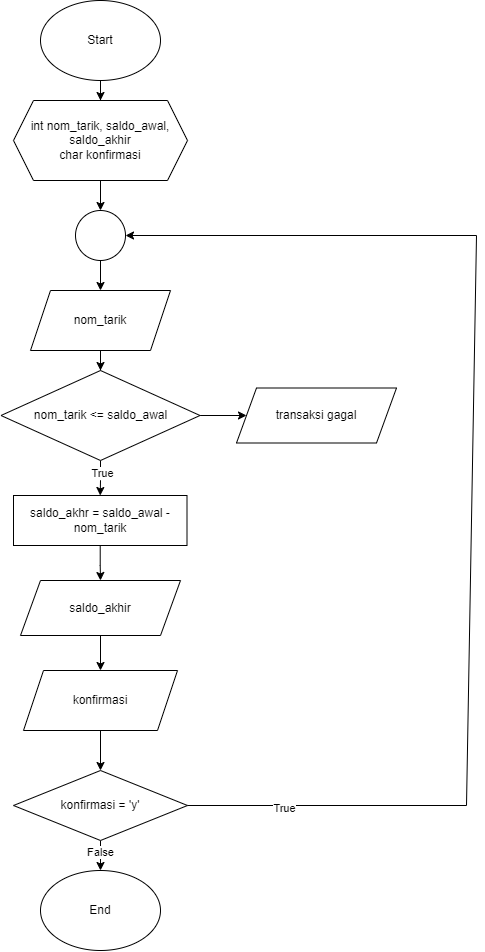 Start
int nom_tarik, saldo_awal,
saldo_akhir
char konfirmasi
nom_tarik
nom_tarik <= saldo_awal
transaksi gagal
True
saldo_akhr = saldo_awal -
nom_tarik
saldo_akhir
konfirmasi
konfirmasi = 'y'
True
False
End